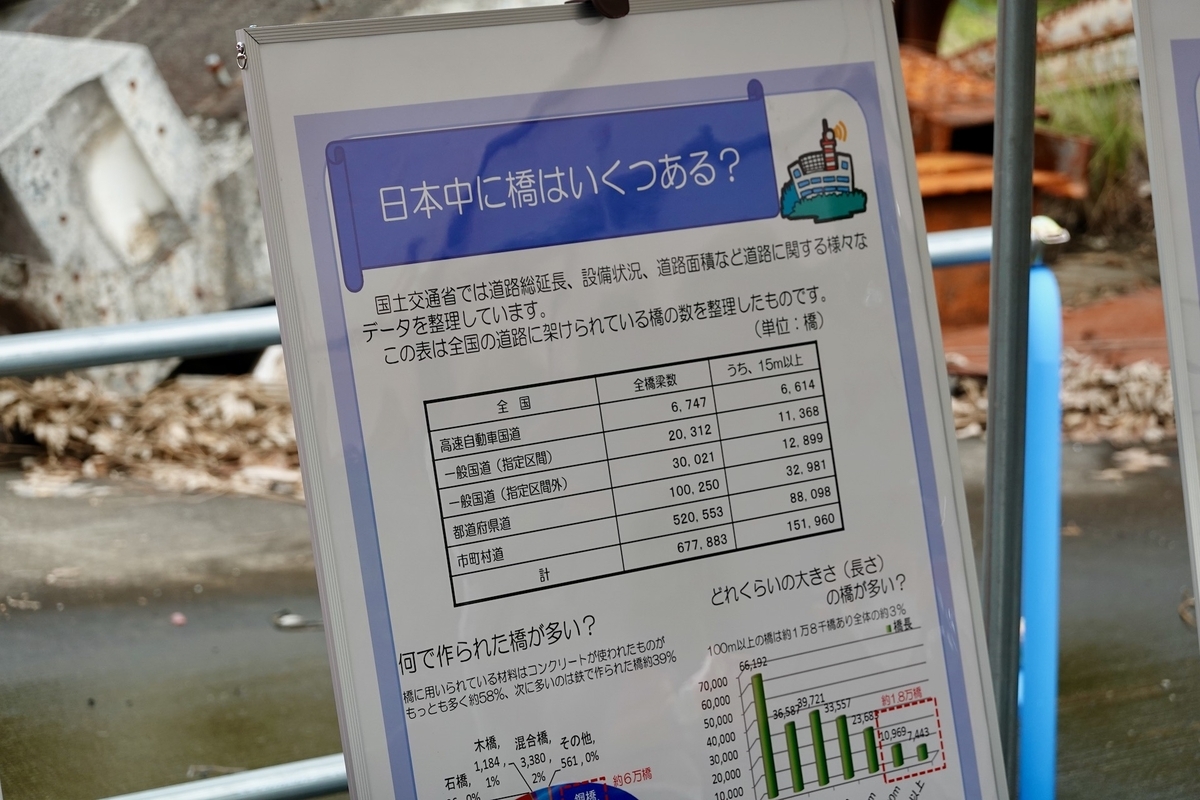 日本中に橋はいくつある？
国土交通省では道路総延長、設備状況、道路面積など道路に関する様々な
データを整理しています。
この表は全国の道路に架けられている橋の数を整理したものです。
（単位：橋）
全国 全橋梁数 うち、15m以上
高速自動車国道 6,747 6,614
一般国道（指定区間） 20,312 11,368
一般国道（指定区間外） 30,021 12,899
都道府県道 100,250 32,981
市町村道 520,553 88,098
計 677,883 151,960
何で作られた橋が多い？
橋に用いられている材料はコンクリートが使われたものが
もっとも多く約58%、次に多いのは鉄で作られた橋約39%
木橋, 混合橋, その他,
1,184, 3,380, 561, 0%
石橋, 1% 2%
約6万橋
鋼橋
どれくらいの大きさ（長さ）
の橋が多い？
100m以上の橋は約1万8千橋あり全体の約3%
橋長
66,192
70,000
60,000
50,000
40,000
30,000
20,000
10,000
36,587
39,721
33,557
23,683
約1.8万橋
10,969
7,443
以上